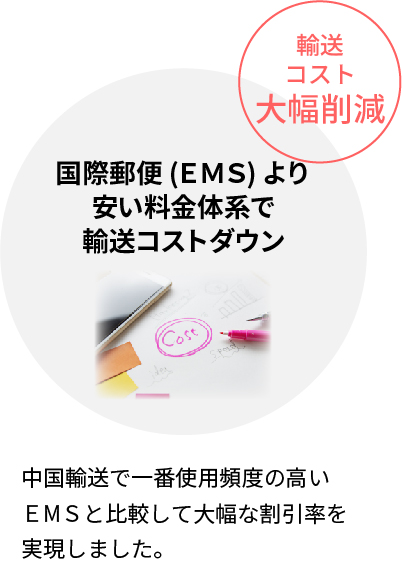 輸送
コスト
大幅削減
国際郵便 (ＥＭＳ) より
安い料金体系で
輸送コストダウン
Cost
中国輸送で一番使用頻度の高い
ＥＭＳと比較して大幅な割引率を
実現しました。